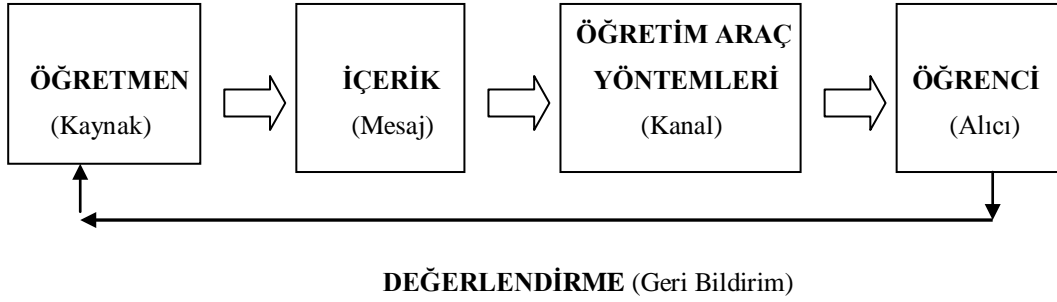 ÖĞRETMEN
(Kaynak)
İÇERİK
(Mesaj)
ÖĞRETİM ARAÇ
YÖNTEMLERİ
(Kanal)
ÖĞRENCİ
(Alıcı)
DEĞERLENDİRME (Geri Bildirim)